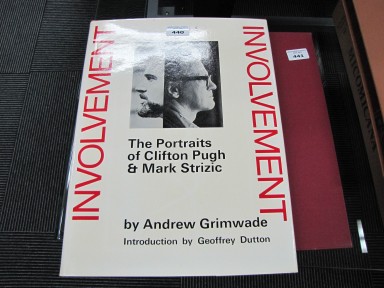 INVOLVEMENT
INVOLVEMENT
440
441
The Portraits
of Clifton Pugh
& Mark Strizic
by Andrew Grimwade
Introduction by Geoffrey Dutton